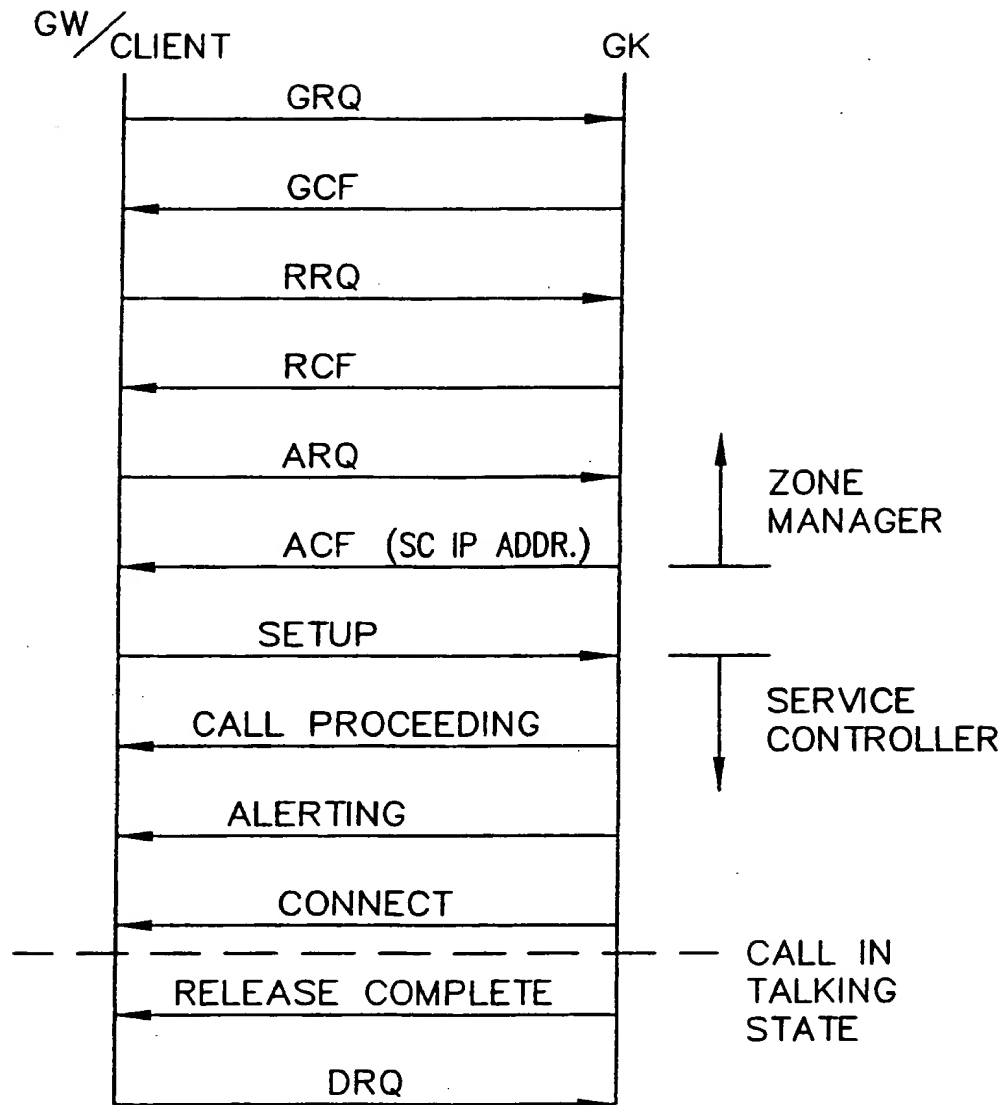 GW/CLIENT
GK
GRQ
GCF
RRQ
RCF
ARQ
ZONE
MANAGER
ACF (SC IP ADDR.)
SETUP
SERVICE
CONTROLLER
CALL PROCEEDING
ALERTING
CONNECT
CALL IN
TALKING
STATE
RELEASE COMPLETE
DRQ